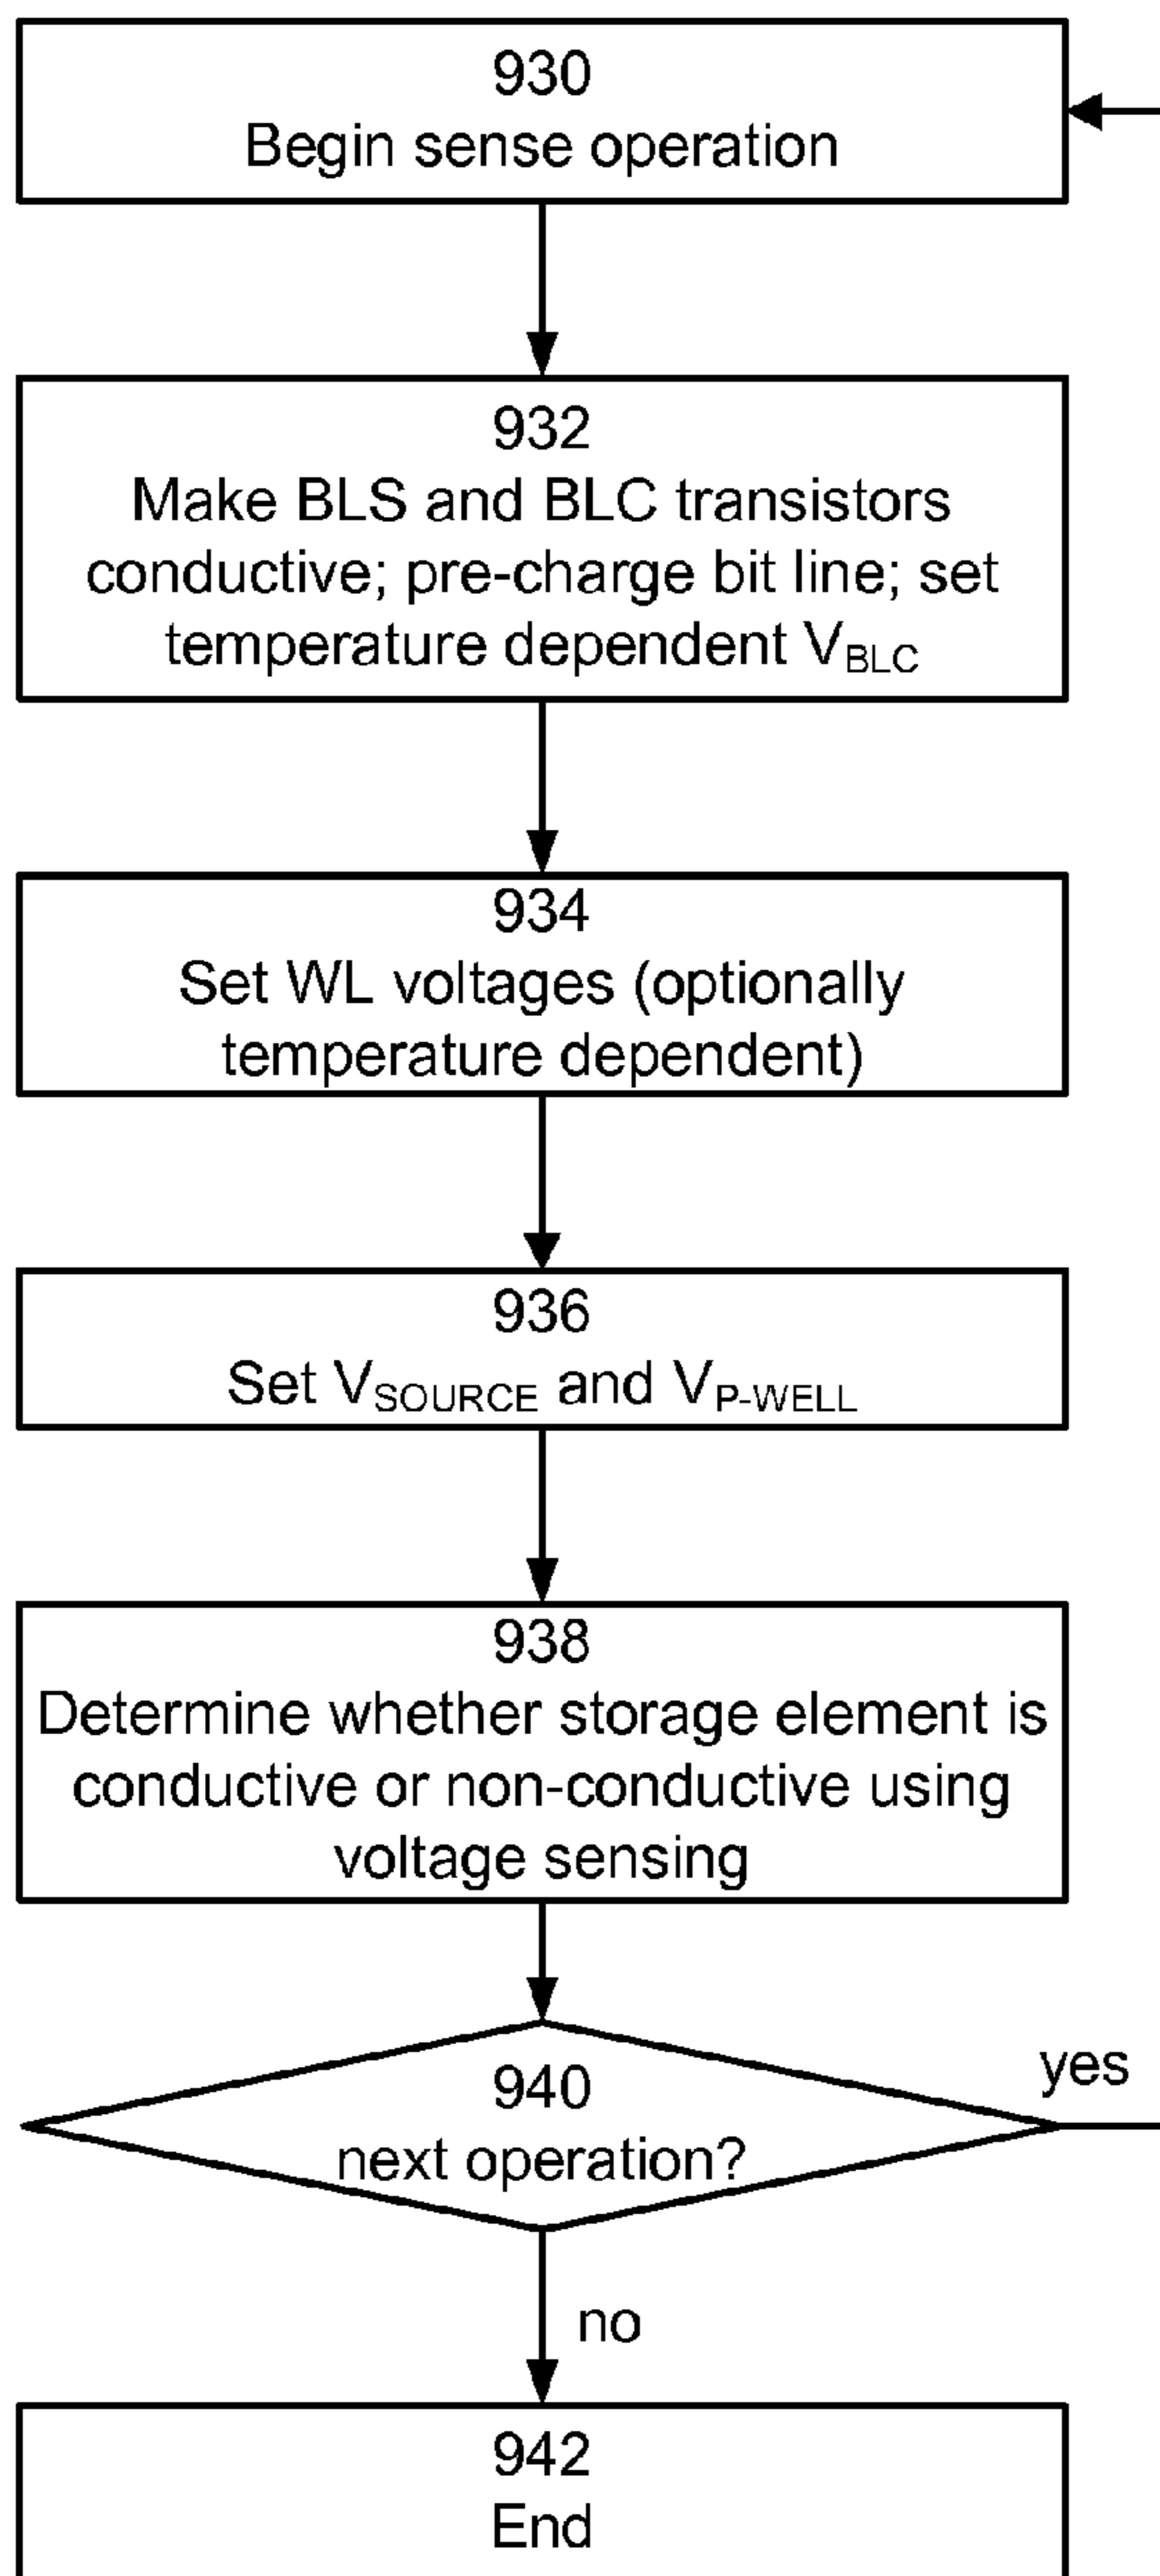 930
Begin sense operation
932
Make BLS and BLC transistors
conductive; pre-charge bit line; set
temperature dependent VBLC
934
Set WL voltages (optionally
temperature dependent)
936
Set VSOURCE and VP-WELL
938
Determine whether storage element is
conductive or non-conductive using
voltage sensing
940
next operation?
yes
no
942
End